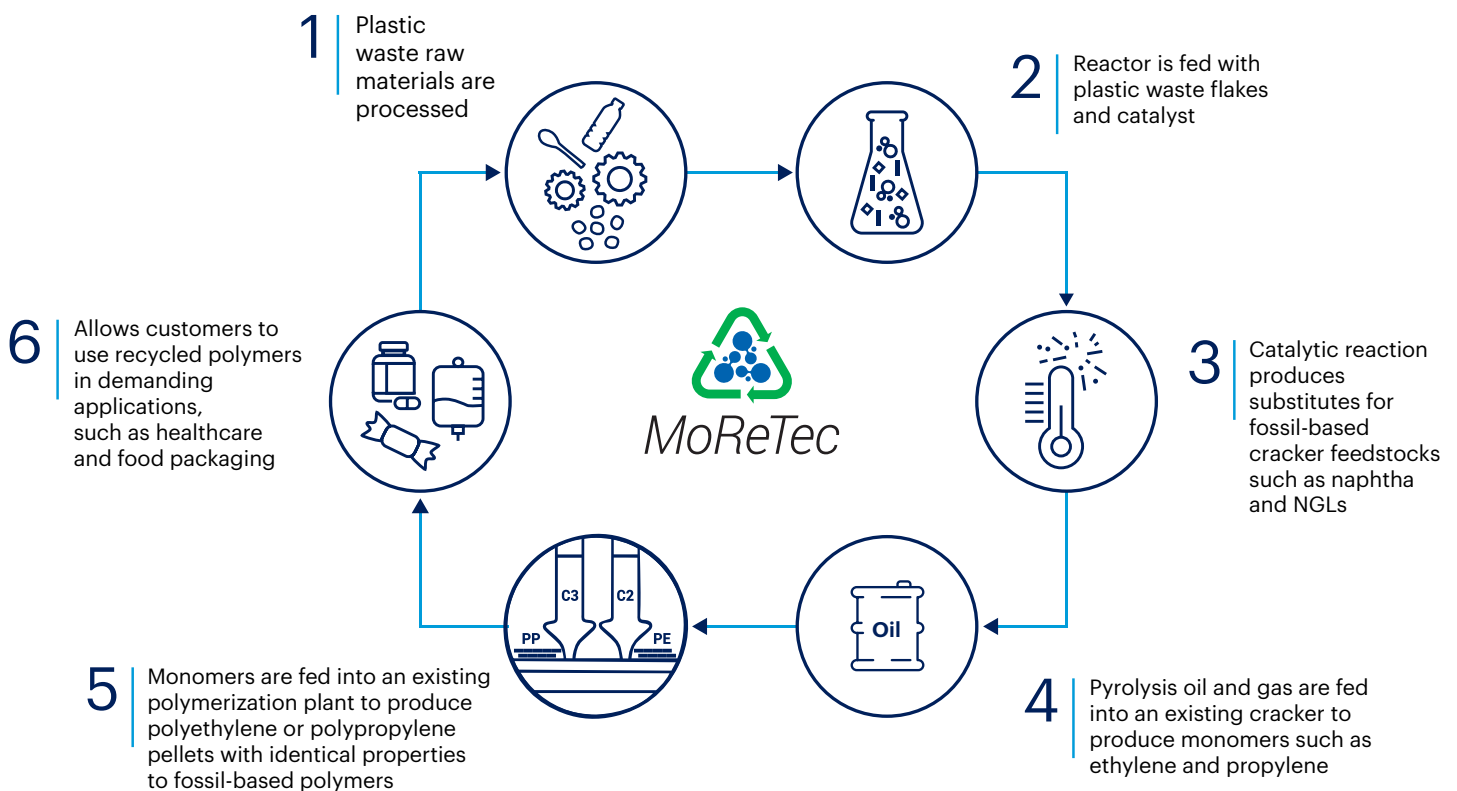 1
Plastic
waste raw
materials are
processed
2
Reactor is fed with
plastic waste flakes
and catalyst
3
Catalytic reaction
produces
substitutes for
fossil-based
cracker feedstocks
such as naphtha
and NGLs
4
Pyrolysis oil and gas are fed
into an existing cracker to
produce monomers such as
ethylene and propylene
Oil
5
Monomers are fed into an existing
polymerization plant to produce
polyethylene or polypropylene
pellets with identical properties
to fossil-based polymers
C3
C2
PP
PE
6
Allows customers to
use recycled polymers
in demanding
applications,
such as healthcare
and food packaging
MoReTec